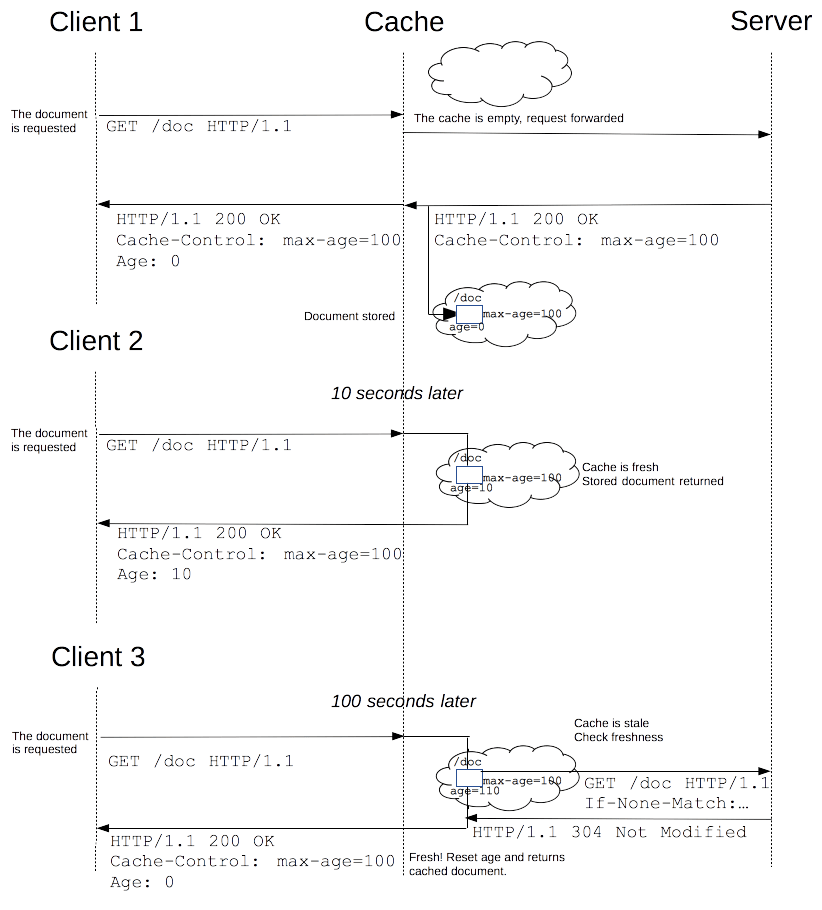 Client 1
Cache
Server
The document
is requested
GET /doc HTTP/1.1
The cache is empty, request forwarded
HTTP/1.1 200 OK
Cache-Control: max-age=100
Age: 0
HTTP/1.1 200 OK
Cache-Control: max-age=100
Document stored
/doc
max-age=100
age=0
Client 2
10 seconds later
The document
is requested
GET /doc HTTP/1.1
/doc
max-age=100
age=10
Cache is fresh
Stored document returned
HTTP/1.1 200 OK
Cache-Control: max-age=100
Age: 10
Client 3
100 seconds later
Cache is stale
Check freshness
The document
is requested
GET /doc HTTP/1.1
/doc
max-age=100
age=110
GET /doc HTTP/1.1
If-None-Match:…
HTTP/1.1 304 Not Modified
HTTP/1.1 200 OK
Cache-Control: max-age=100
Age: 0
Fresh! Reset age and returns
cached document.